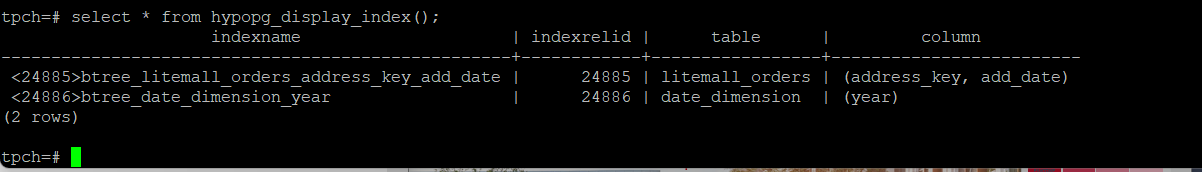 tpch=# select * from hypopg_display_index();
                     indexname                     | indexrelid |      table      |         column
---------------------------------------------------+------------+-----------------+-------------------------
 <24885>btree_litemall_orders_address_key_add_date |      24885 | litemall_orders | (address_key, add_date)
 <24886>btree_date_dimension_year                  |      24886 | date_dimension  | (year)
(2 rows)

tpch=#